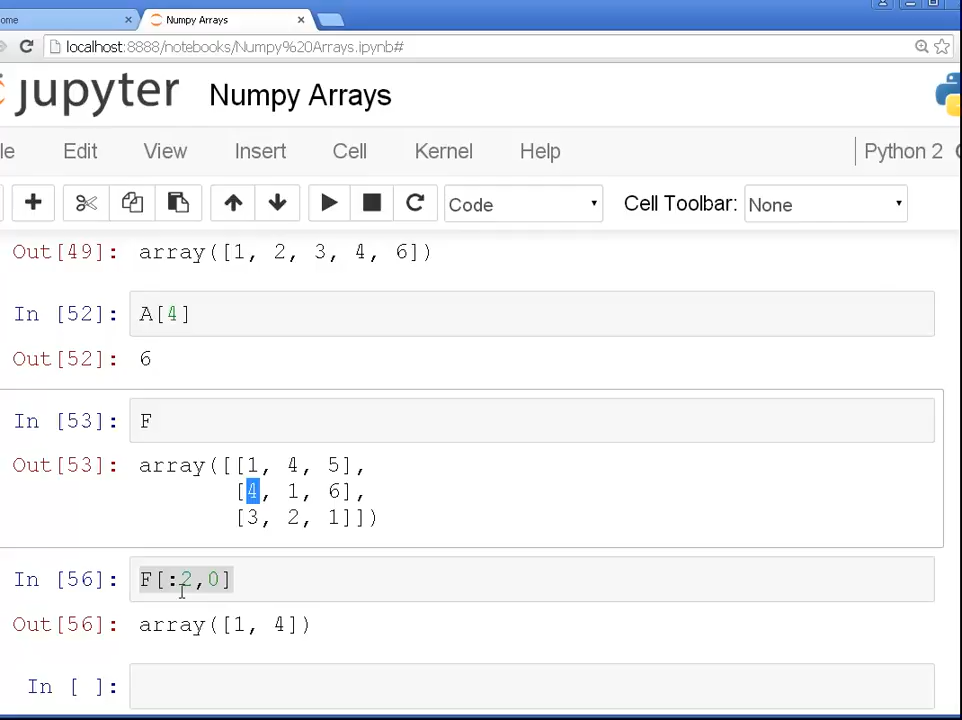 ome × Numpy Arrays ×
localhost:8888/notebooks/Numpy%20Arrays.ipynb#
jupyter Numpy Arrays
le Edit View Insert Cell Kernel Help Python 2
Code Cell Toolbar: None
Out[49]: array([1, 2, 3, 4, 6])
In [52]: A[4]
Out[52]: 6
In [53]: F
Out[53]: array([[1, 4, 5],
[4, 1, 6],
[3, 2, 1]])
In [56]: F[:2,0]
Out[56]: array([1, 4])
In [ ]: